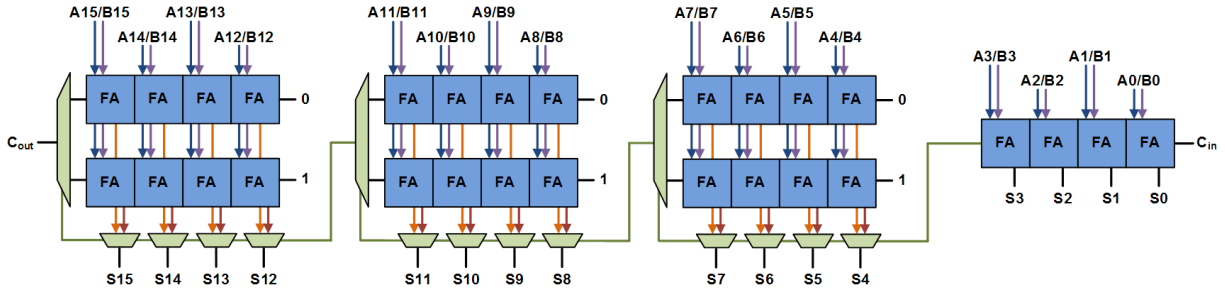 A15/B15 A13/B13 A11/B11 A9/B9 A7/B7 A5/B5
A14/B14 A12/B12 A10/B10 A8/B8 A6/B6 A4/B4
A3/B3 A1/B1
A2/B2 A0/B0
FA FA FA FA 0 FA FA FA FA 0 FA FA FA FA 0
Cout FA FA FA FA Cin
FA FA FA FA 1 FA FA FA FA 1 FA FA FA FA 1
S3 S2 S1 S0
S15 S14 S13 S12 S11 S10 S9 S8 S7 S6 S5 S4